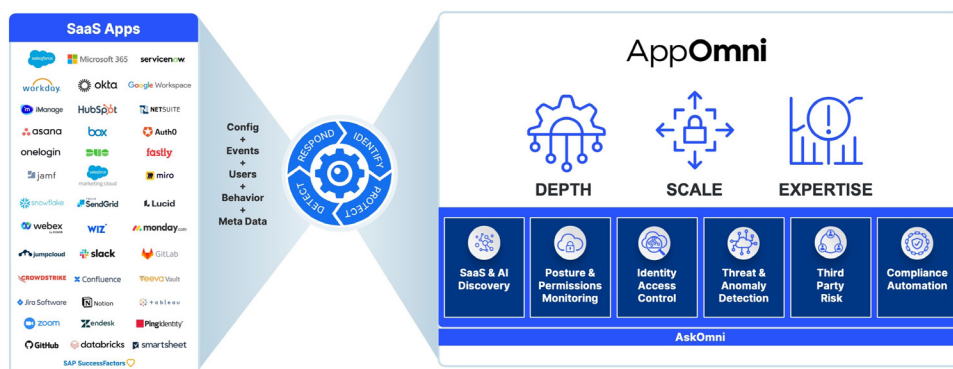 SaaS Apps
salesforce
Microsoft 365
servicenow
workday
okta
Google Workspace
iManage
HubSpot
NETSUITE
asana
box
Auth0
onelogin
DUO
fastly
jamf
salesforce
marketing cloud
miro
snowflake
SendGrid
Lucid
webex
WIZ
monday.com
jumpcloud
slack
GitLab
CROWDSTRIKE
Confluence
Veeva Vault
Jira Software
Notion
+tableau
zoom
zendesk
PingIdentity
GitHub
databricks
smartsheet
SAP SuccessFactors
Config
+
Events
+
Users
+
Behavior
+
Meta Data
RESPOND
IDENTIFY
DETECT
PROTECT
AppOmni
DEPTH
SCALE
EXPERTISE
SaaS & AI
Discovery
Posture &
Permissions
Monitoring
Identity
Access
Control
Threat &
Anomaly
Detection
Third
Party
Risk
Compliance
Automation
AskOmni